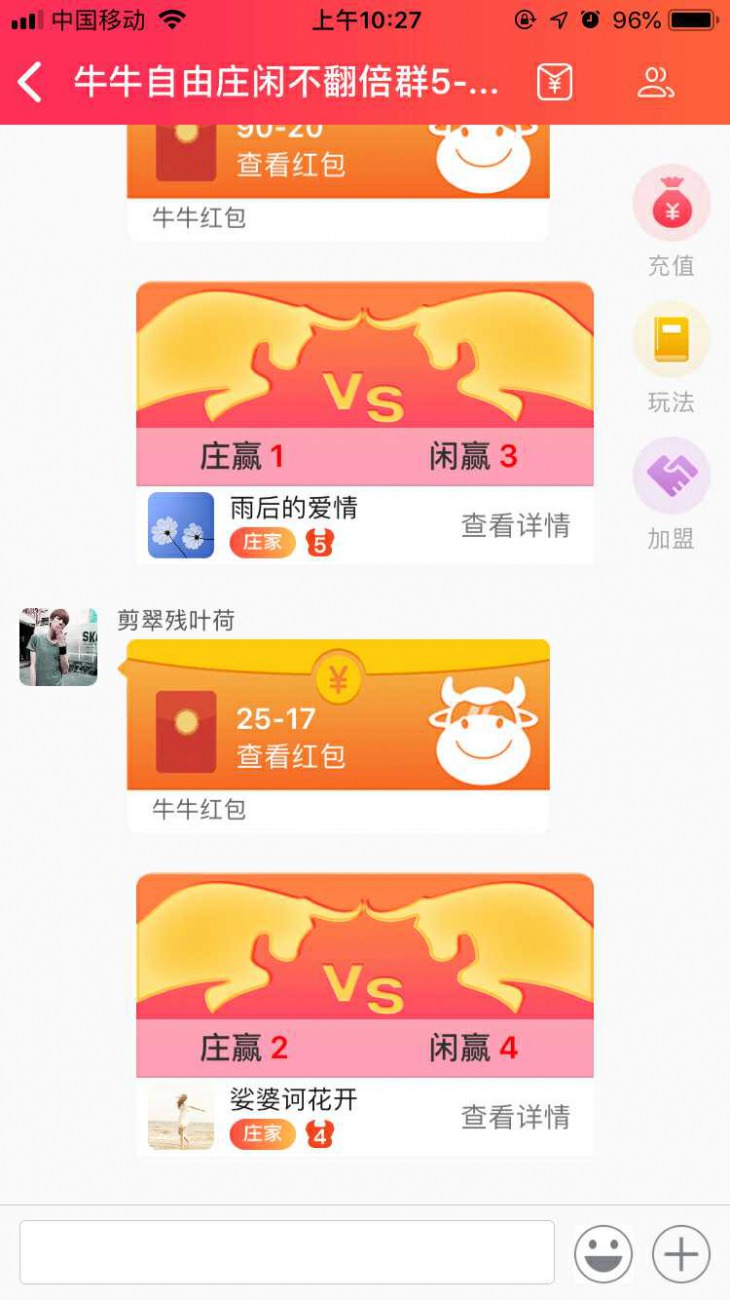 中国移动 上午10:27 96%
牛牛自由庄闲不翻倍群5-...
90-20
查看红包
牛牛红包
充值
玩法
加盟
VS
庄赢 1 闲赢 3
雨后的爱情
庄家 5
查看详情
剪翠残叶荷
25-17
查看红包
牛牛红包
VS
庄赢 2 闲赢 4
娑婆诃花开
庄家 4
查看详情